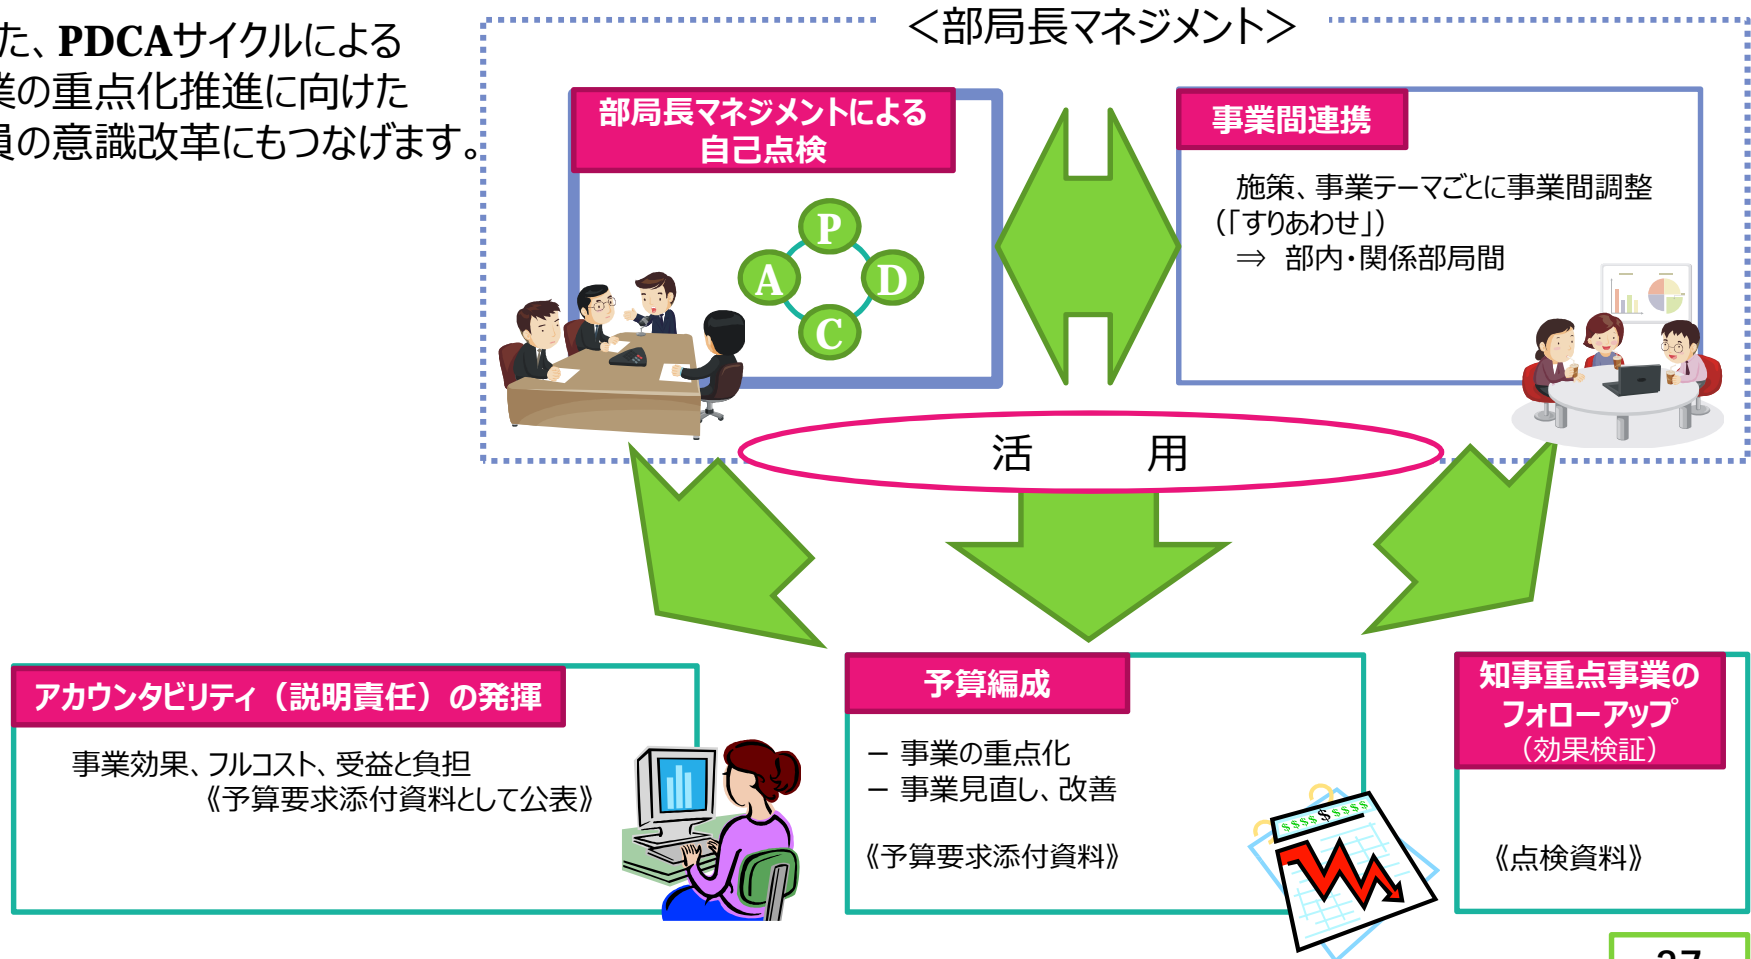 た、PDCAサイクルによる
業の重点化推進に向けた
員の意識改革にもつなげます。
＜部局長マネジメント＞
部局長マネジメントによる
自己点検
P
A
D
C
事業間連携
施策、事業テーマごとに事業間調整
（「すりあわせ」）
⇒ 部内・関係部局間
活 用
アカウンタビリティ（説明責任）の発揮
事業効果、フルコスト、受益と負担
《予算要求添付資料として公表》
予算編成
－ 事業の重点化
－ 事業見直し、改善
《予算要求添付資料》
$$$$$$$$$
知事重点事業の
フォローアップ
（効果検証）
《点検資料》